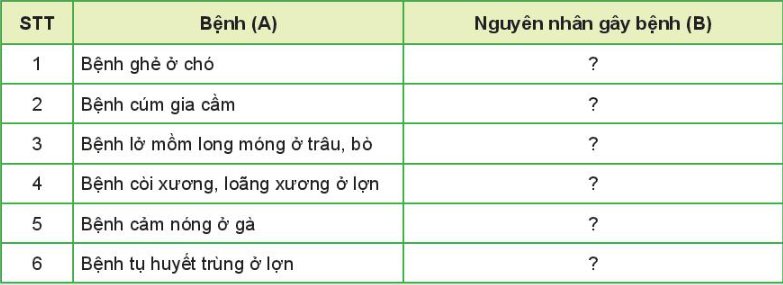 STT Bệnh (A) Nguyên nhân gây bệnh (B)
1 Bệnh ghẻ ở chó ?
2 Bệnh cúm gia cầm ?
3 Bệnh lở mồm long móng ở trâu, bò ?
4 Bệnh còi xương, loãng xương ở lợn ?
5 Bệnh cảm nóng ở gà ?
6 Bệnh tụ huyết trùng ở lợn ?